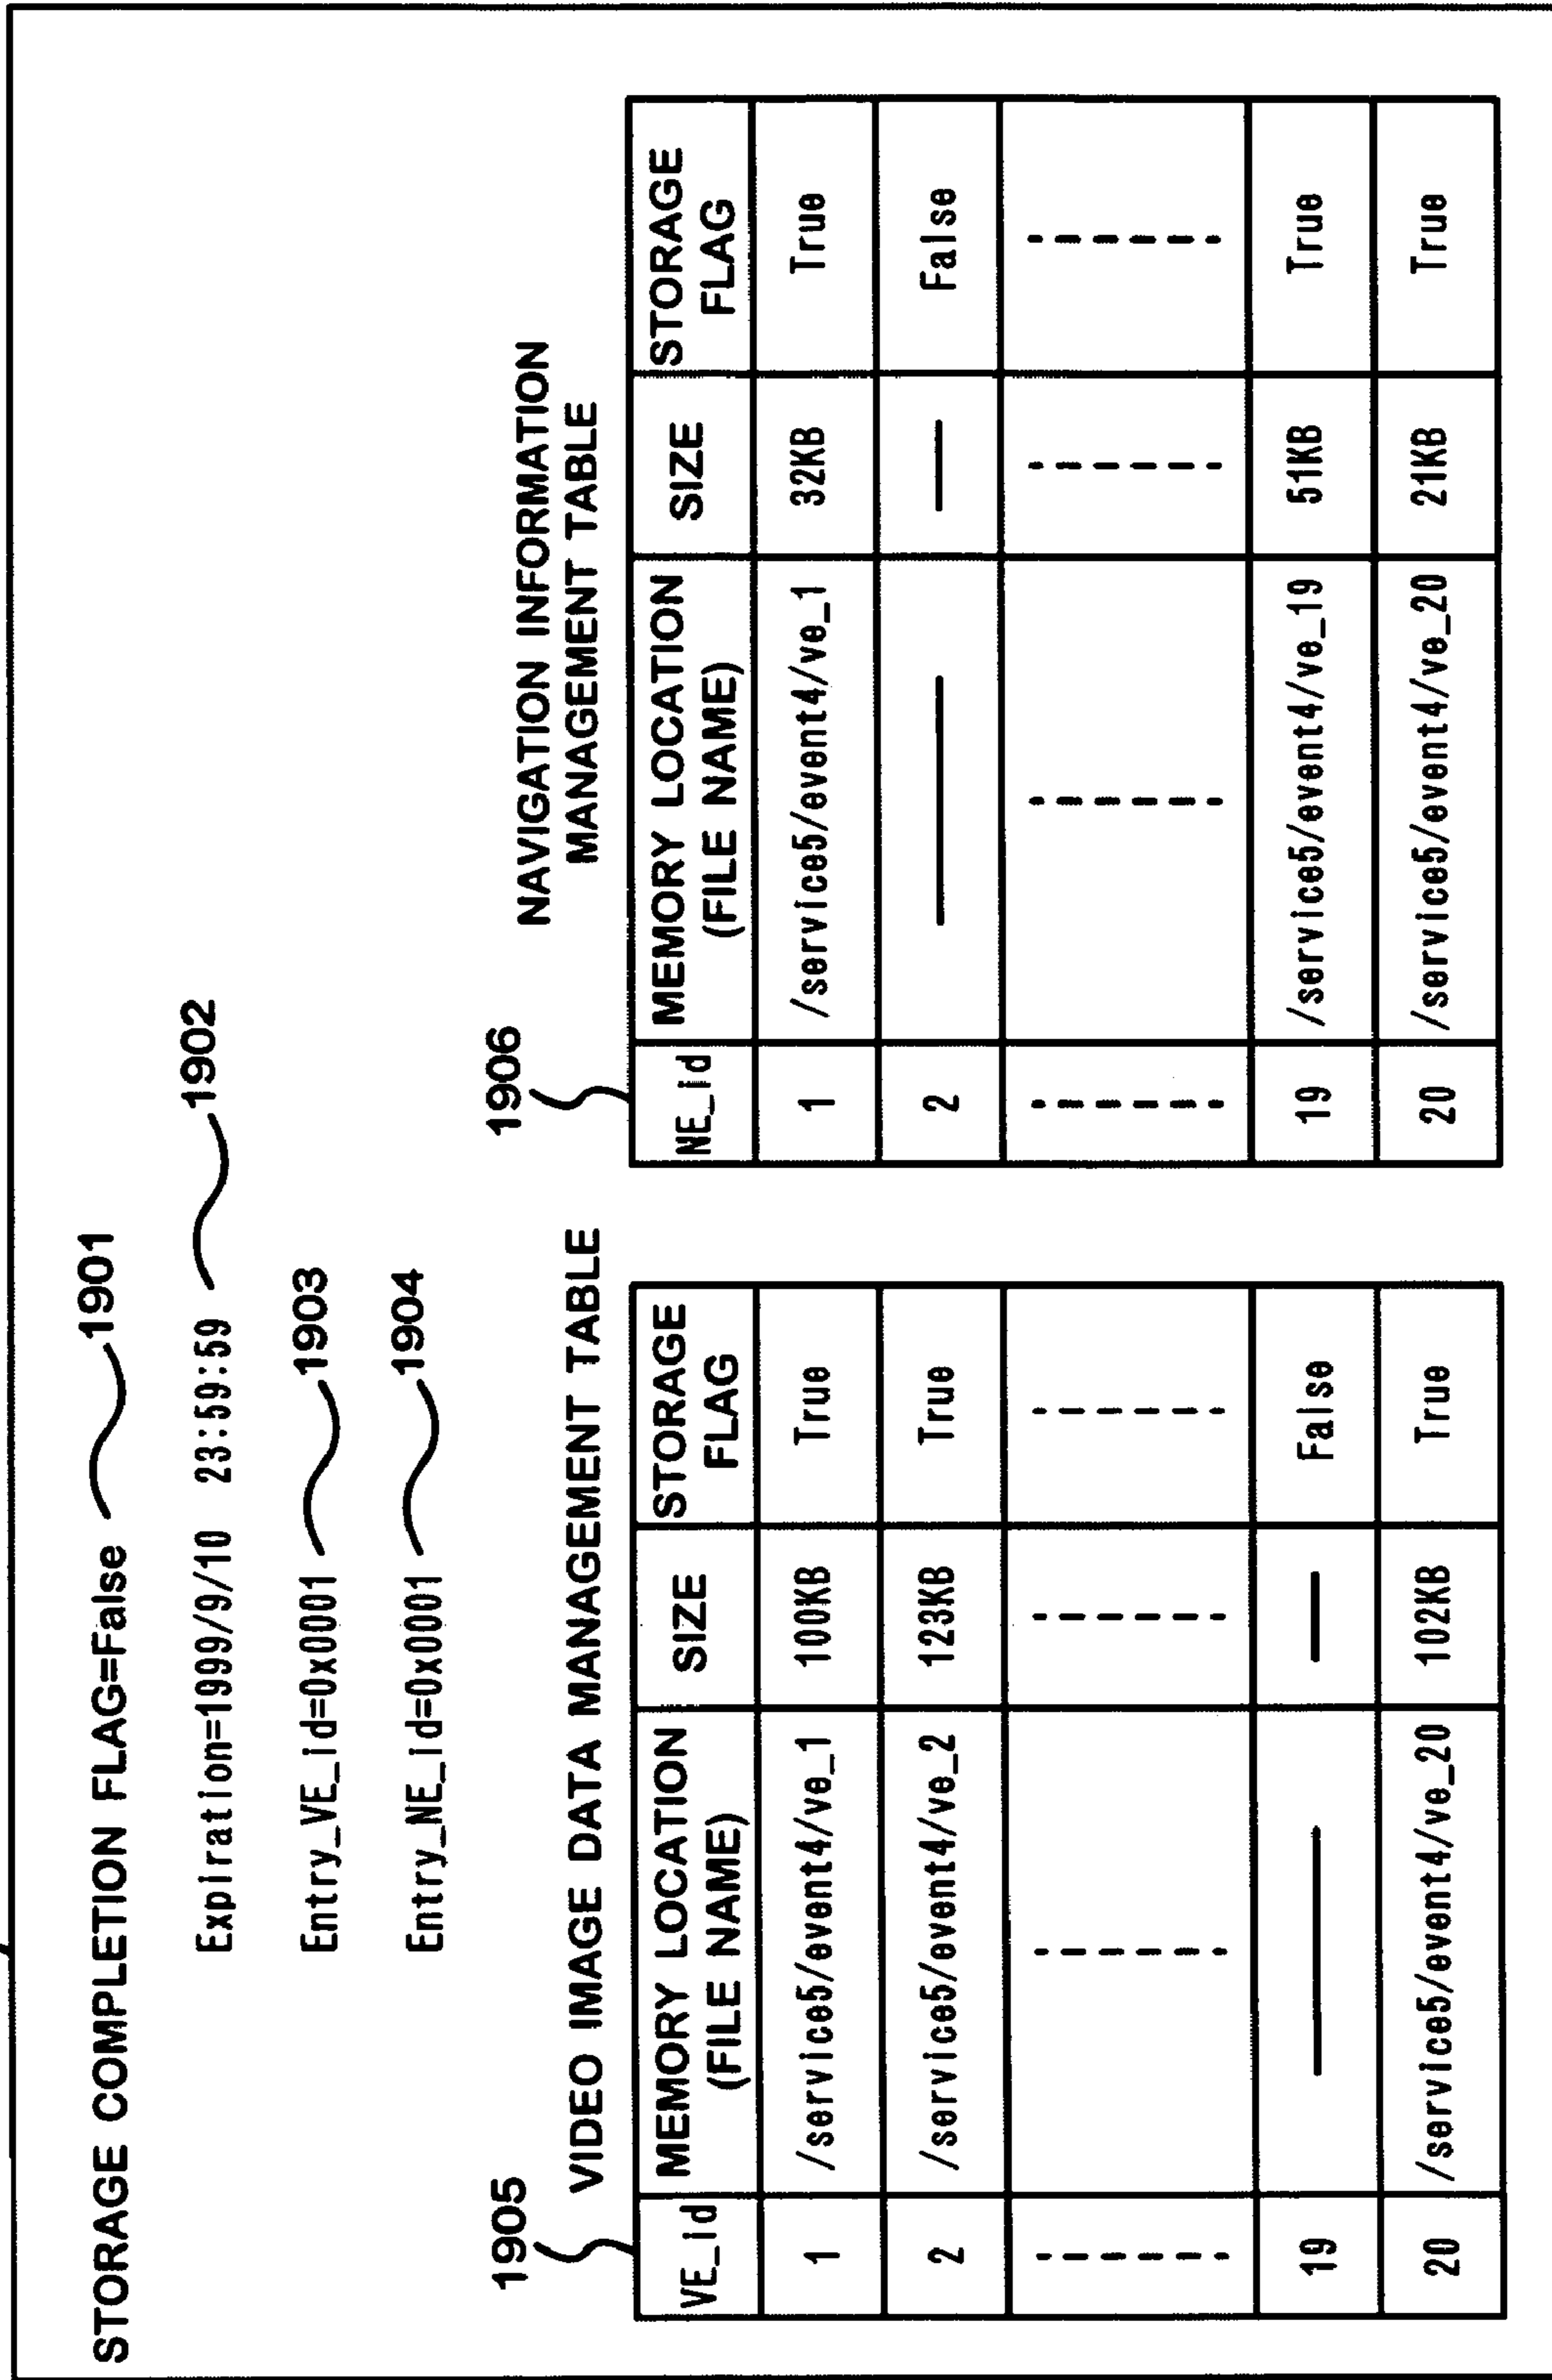 STORAGE COMPLETION FLAG=False 1901
Expiration=1999/9/10 23:59:59 1902
Entry_VE_id=0x0001 1903
Entry_NE_id=0x0001 1904
1905
VIDEO IMAGE DATA MANAGEMENT TABLE
VE_id MEMORY LOCATION (FILE NAME) SIZE STORAGE FLAG
1 /service5/event4/ve_1 100KB True
2 /service5/event4/ve_2 123KB True
19 False
20 /service5/event4/ve_20 102KB True
1906
NAVIGATION INFORMATION
MANAGEMENT TABLE
NE_id MEMORY LOCATION (FILE NAME) SIZE STORAGE FLAG
1 /service5/event4/ve_1 32KB True
2 False
19 /service5/event4/ve_19 51KB True
20 /service5/event4/ve_20 21KB True